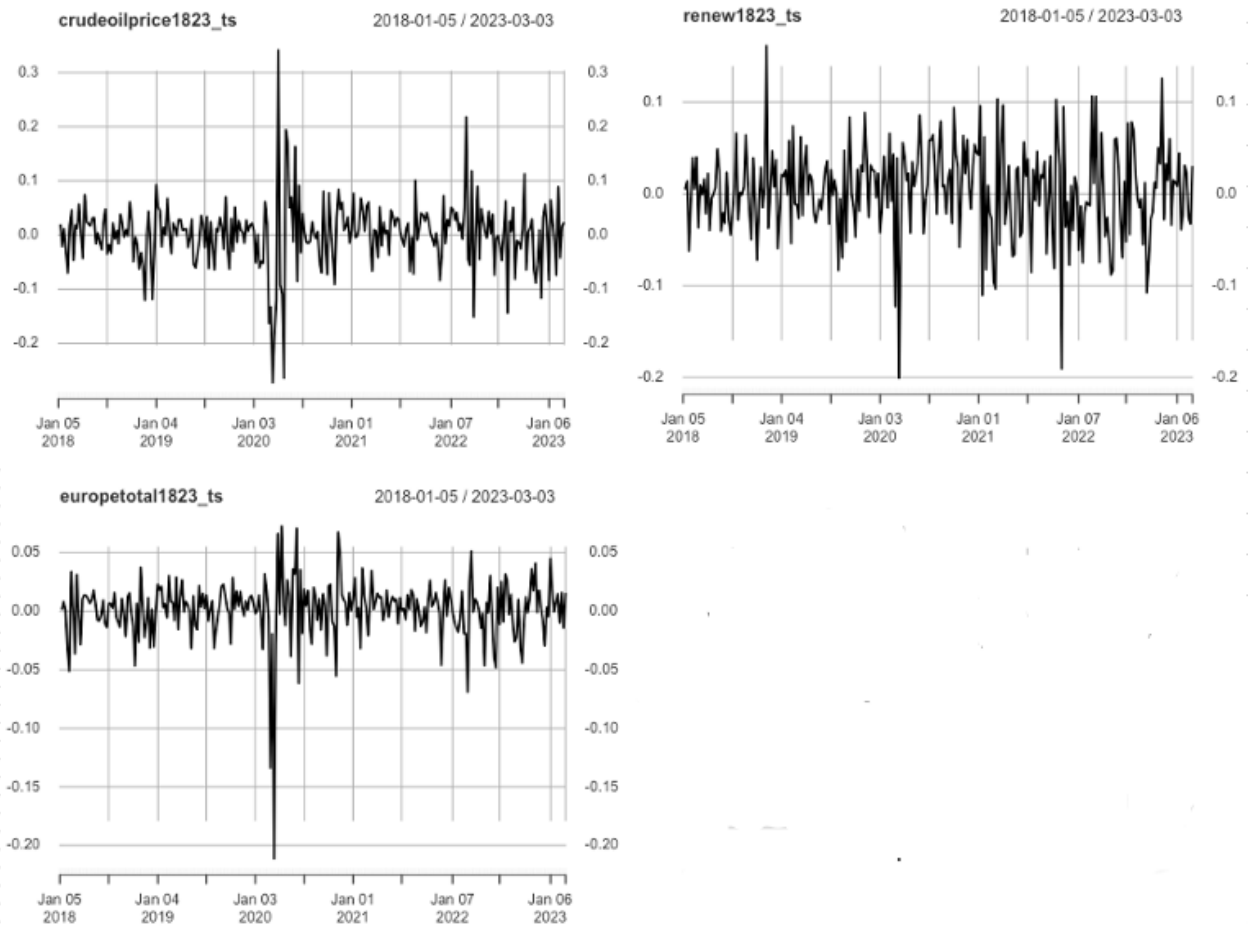 crudeoilprice1823_ts 2018-01-05 / 2023-03-03
0.3 0.3
0.2 0.2
0.1 0.1
0.0 0.0
-0.1 -0.1
-0.2 -0.2
Jan 05 Jan 04 Jan 03 Jan 01 Jan 07 Jan 06
2018 2019 2020 2021 2022 2023
renew1823_ts 2018-01-05 / 2023-03-03
0.1 0.1
0.0 0.0
-0.1 -0.1
-0.2 -0.2
Jan 05 Jan 04 Jan 03 Jan 01 Jan 07 Jan 06
2018 2019 2020 2021 2022 2023
europetotal1823_ts 2018-01-05 / 2023-03-03
0.05 0.05
0.00 0.00
-0.05 -0.05
-0.10 -0.10
-0.15 -0.15
-0.20 -0.20
Jan 05 Jan 04 Jan 03 Jan 01 Jan 07 Jan 06
2018 2019 2020 2021 2022 2023